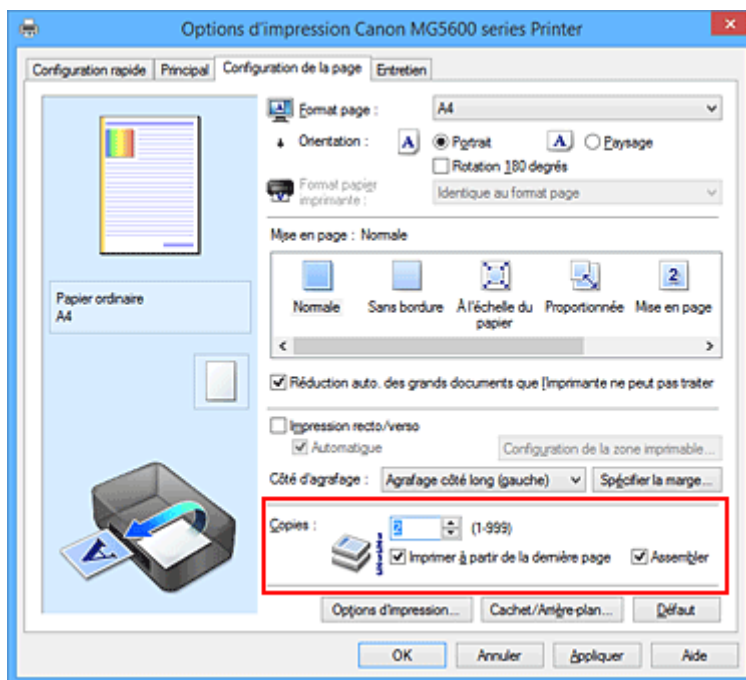 Options d'impression Canon MG5600 series Printer
Configuration rapide Principal Configuration de la page Entretien
Format page : A4
Orientation : A Portrait A Paysage
Rotation 180 degrés
Format papier imprimante : Identique au format page
Mise en page : Normale
2
Normale Sans bordure À l'échelle du papier Proportionnée Mise en page
Papier ordinaire
A4
Réduction auto. des grands documents que l'imprimante ne peut pas traiter
Impression recto/verso
Automatique Configuration de la zone imprimable...
Côté d'agrafage : Agrafage côté long (gauche) Spécifier la marge...
Copies : 2 (1-999)
Imprimer à partir de la dernière page Assembler
Options d'impression... Cachet/Arrière-plan... Défaut
OK Annuler Appliquer Aide